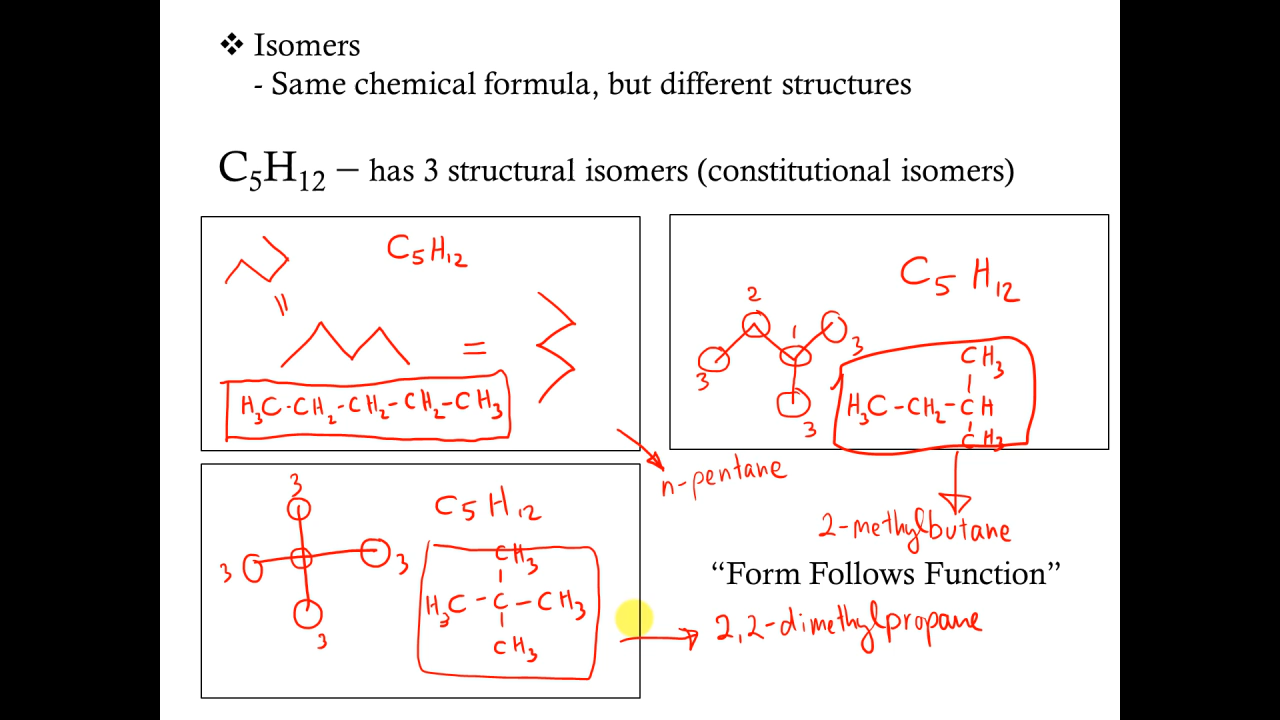 ❖ Isomers
- Same chemical formula, but different structures
C₅H₁₂ – has 3 structural isomers (constitutional isomers)
C₅H₁₂
=
=
H₃C-CH₂-CH₂-CH₂-CH₃
C₅H₁₂
2
1
3
3
3
CH₃
H₃C-CH₂-CH
CH₃
n-pentane
2-methylbutane
3
3
3
3
C₅H₁₂
CH₃
H₃C-C-CH₃
CH₃
“Form Follows Function”
2,2-dimethylpropane